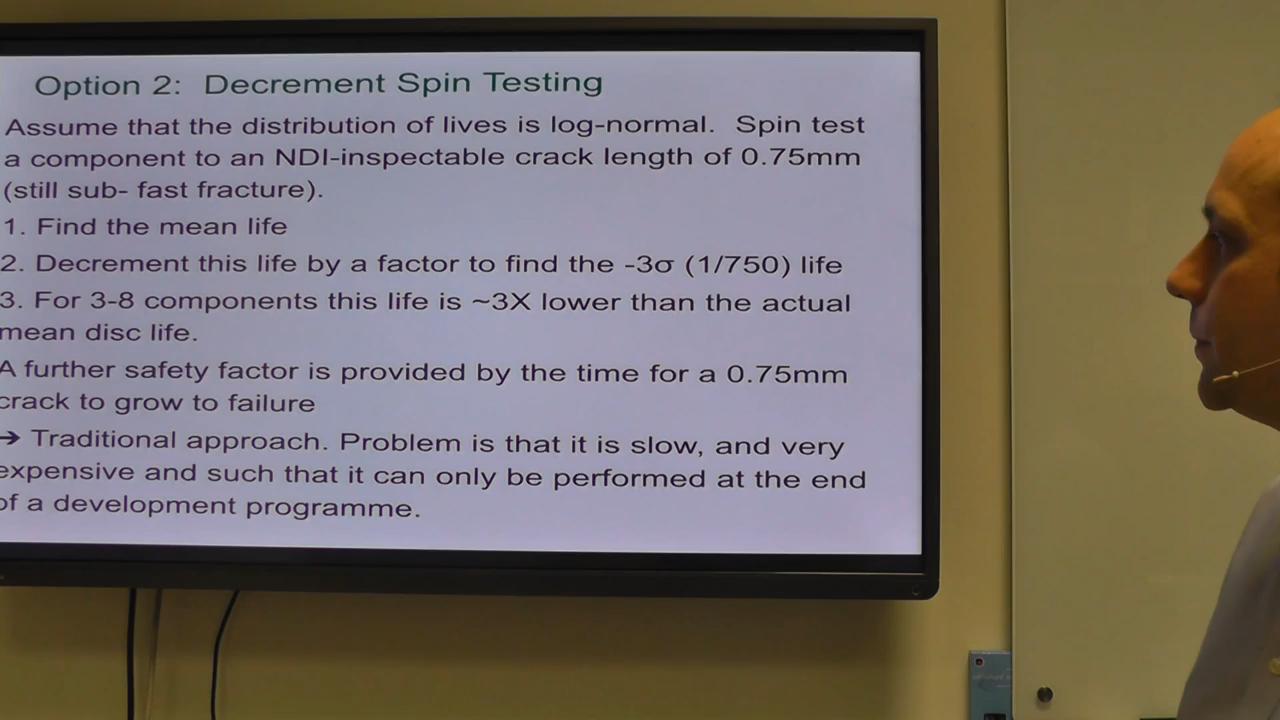 Option 2: Decrement Spin Testing
Assume that the distribution of lives is log-normal. Spin test
a component to an NDI-inspectable crack length of 0.75mm
(still sub- fast fracture).
1. Find the mean life
2. Decrement this life by a factor to find the -3σ (1/750) life
3. For 3-8 components this life is ~3X lower than the actual
mean disc life.
A further safety factor is provided by the time for a 0.75mm
crack to grow to failure
➔ Traditional approach. Problem is that it is slow, and very
expensive and such that it can only be performed at the end
of a development programme.